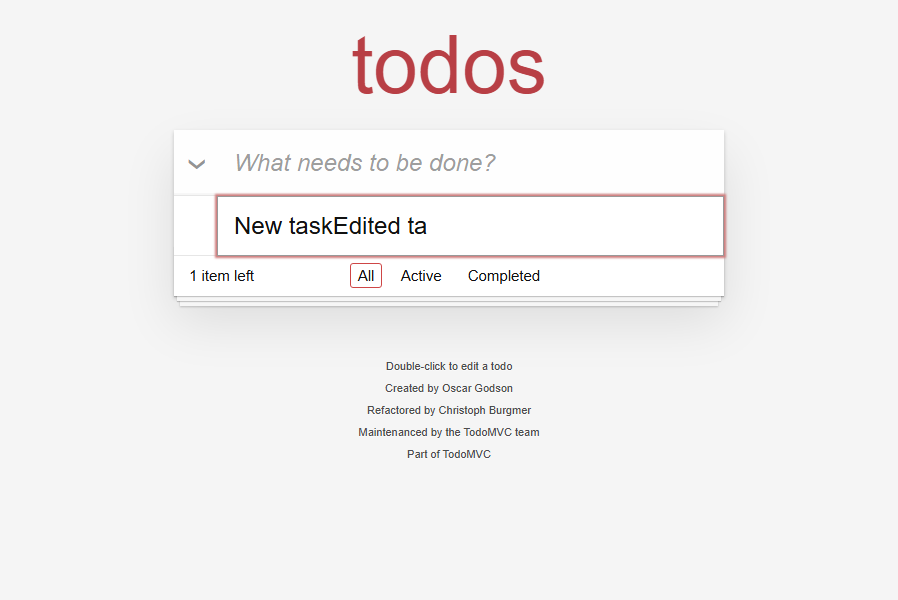 todos
What needs to be done?
New taskEdited ta
1 item left All Active Completed
Double-click to edit a todo
Created by Oscar Godson
Refactored by Christoph Burgmer
Maintenanced by the TodoMVC team
Part of TodoMVC